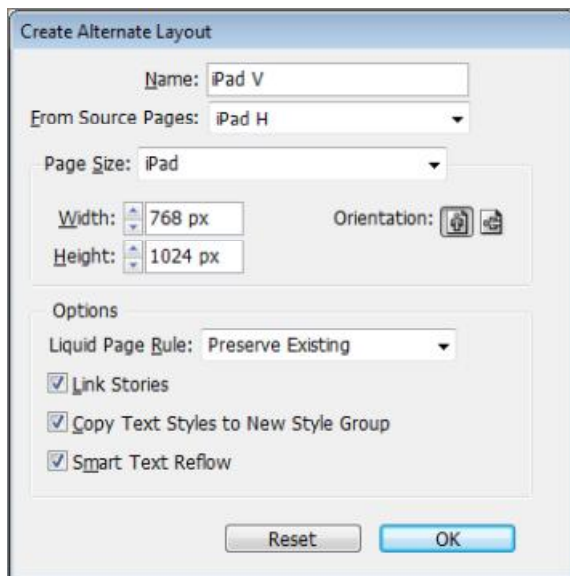 Create Alternate Layout
Name: iPad V
From Source Pages: iPad H
Page Size: iPad
Width: 768 px
Orientation:
Height: 1024 px
Options
Liquid Page Rule: Preserve Existing
Link Stories
Copy Text Styles to New Style Group
Smart Text Reflow
Reset OK